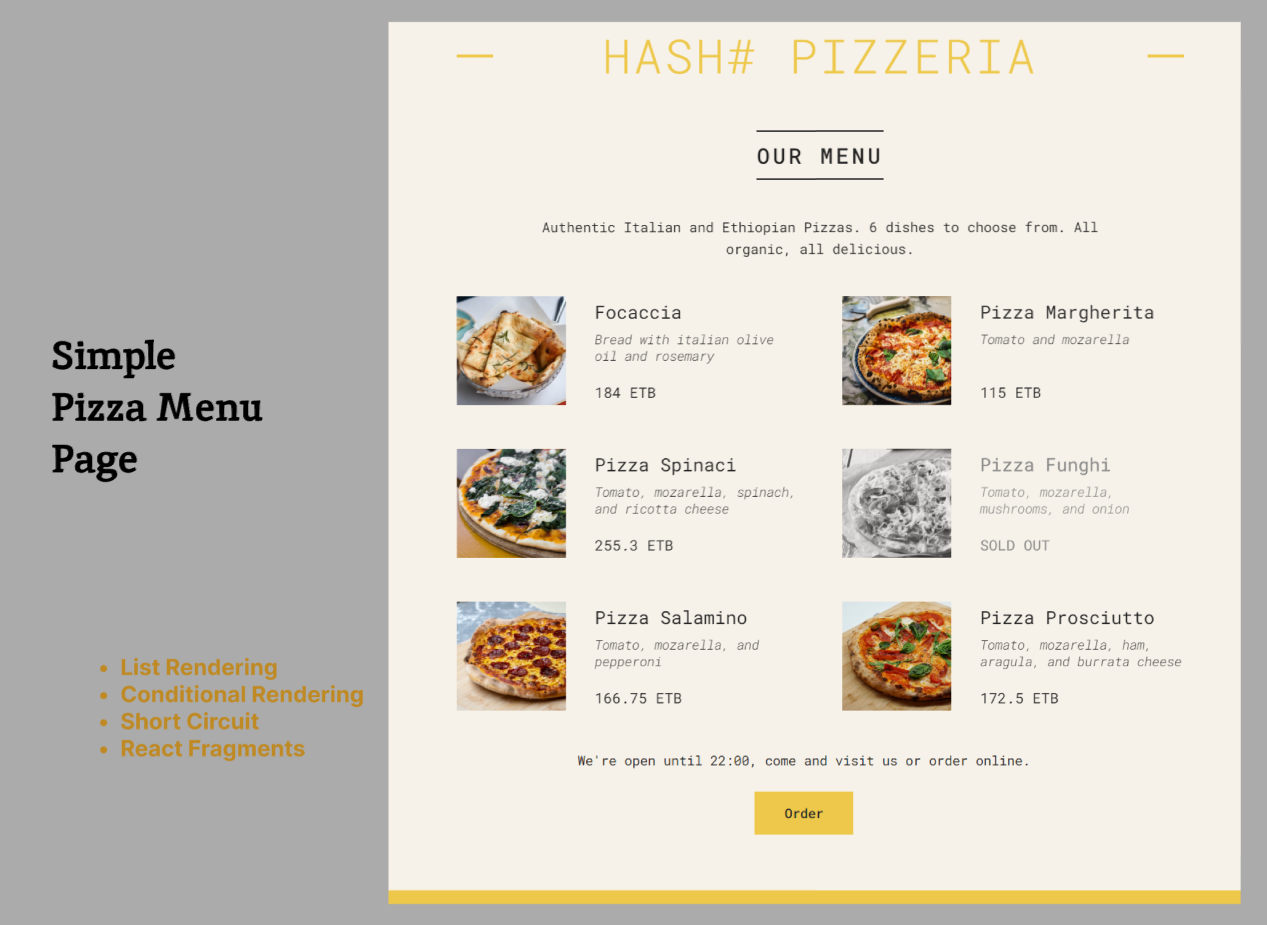 HASH# PIZZERIA
OUR MENU
Authentic Italian and Ethiopian Pizzas. 6 dishes to choose from. All
organic, all delicious.
Focaccia
Bread with italian olive
oil and rosemary
184 ETB
Pizza Margherita
Tomato and mozarella
115 ETB
Pizza Spinaci
Tomato, mozarella, spinach,
and ricotta cheese
255.3 ETB
Pizza Funghi
Tomato, mozarella,
mushrooms, and onion
SOLD OUT
Pizza Salamino
Tomato, mozarella, and
pepperoni
166.75 ETB
Pizza Prosciutto
Tomato, mozarella, ham,
aragula, and burrata cheese
172.5 ETB
We're open until 22:00, come and visit us or order online.
Order
Simple
Pizza Menu
Page
• List Rendering
• Conditional Rendering
• Short Circuit
• React Fragments